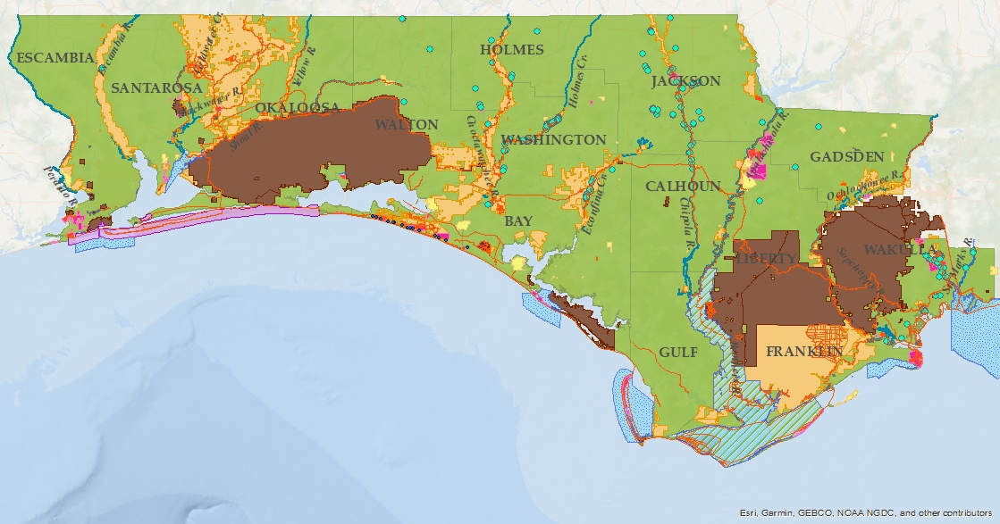 ESCAMBIA
Escambia R.
SANTAROSA
Coldwater Cr.
Blackwater R.
Yellow R
OKALOOSA
Shoal R.
WALTON
HOLMES
Holmes Cr.
Choctawhatchee R.
WASHINGTON
JACKSON
Apalachicola R.
GADSDEN
Ochlockonee R.
Perdido R.
CALHOUN
Chipola R.
Econfina Cr.
BAY
LIBERTY
WAKULLA
Sopchoppy R.
St. Marks R.
GULF
FRANKLIN
Esri, Garmin, GEBCO, NOAA NGDC, and other contributors